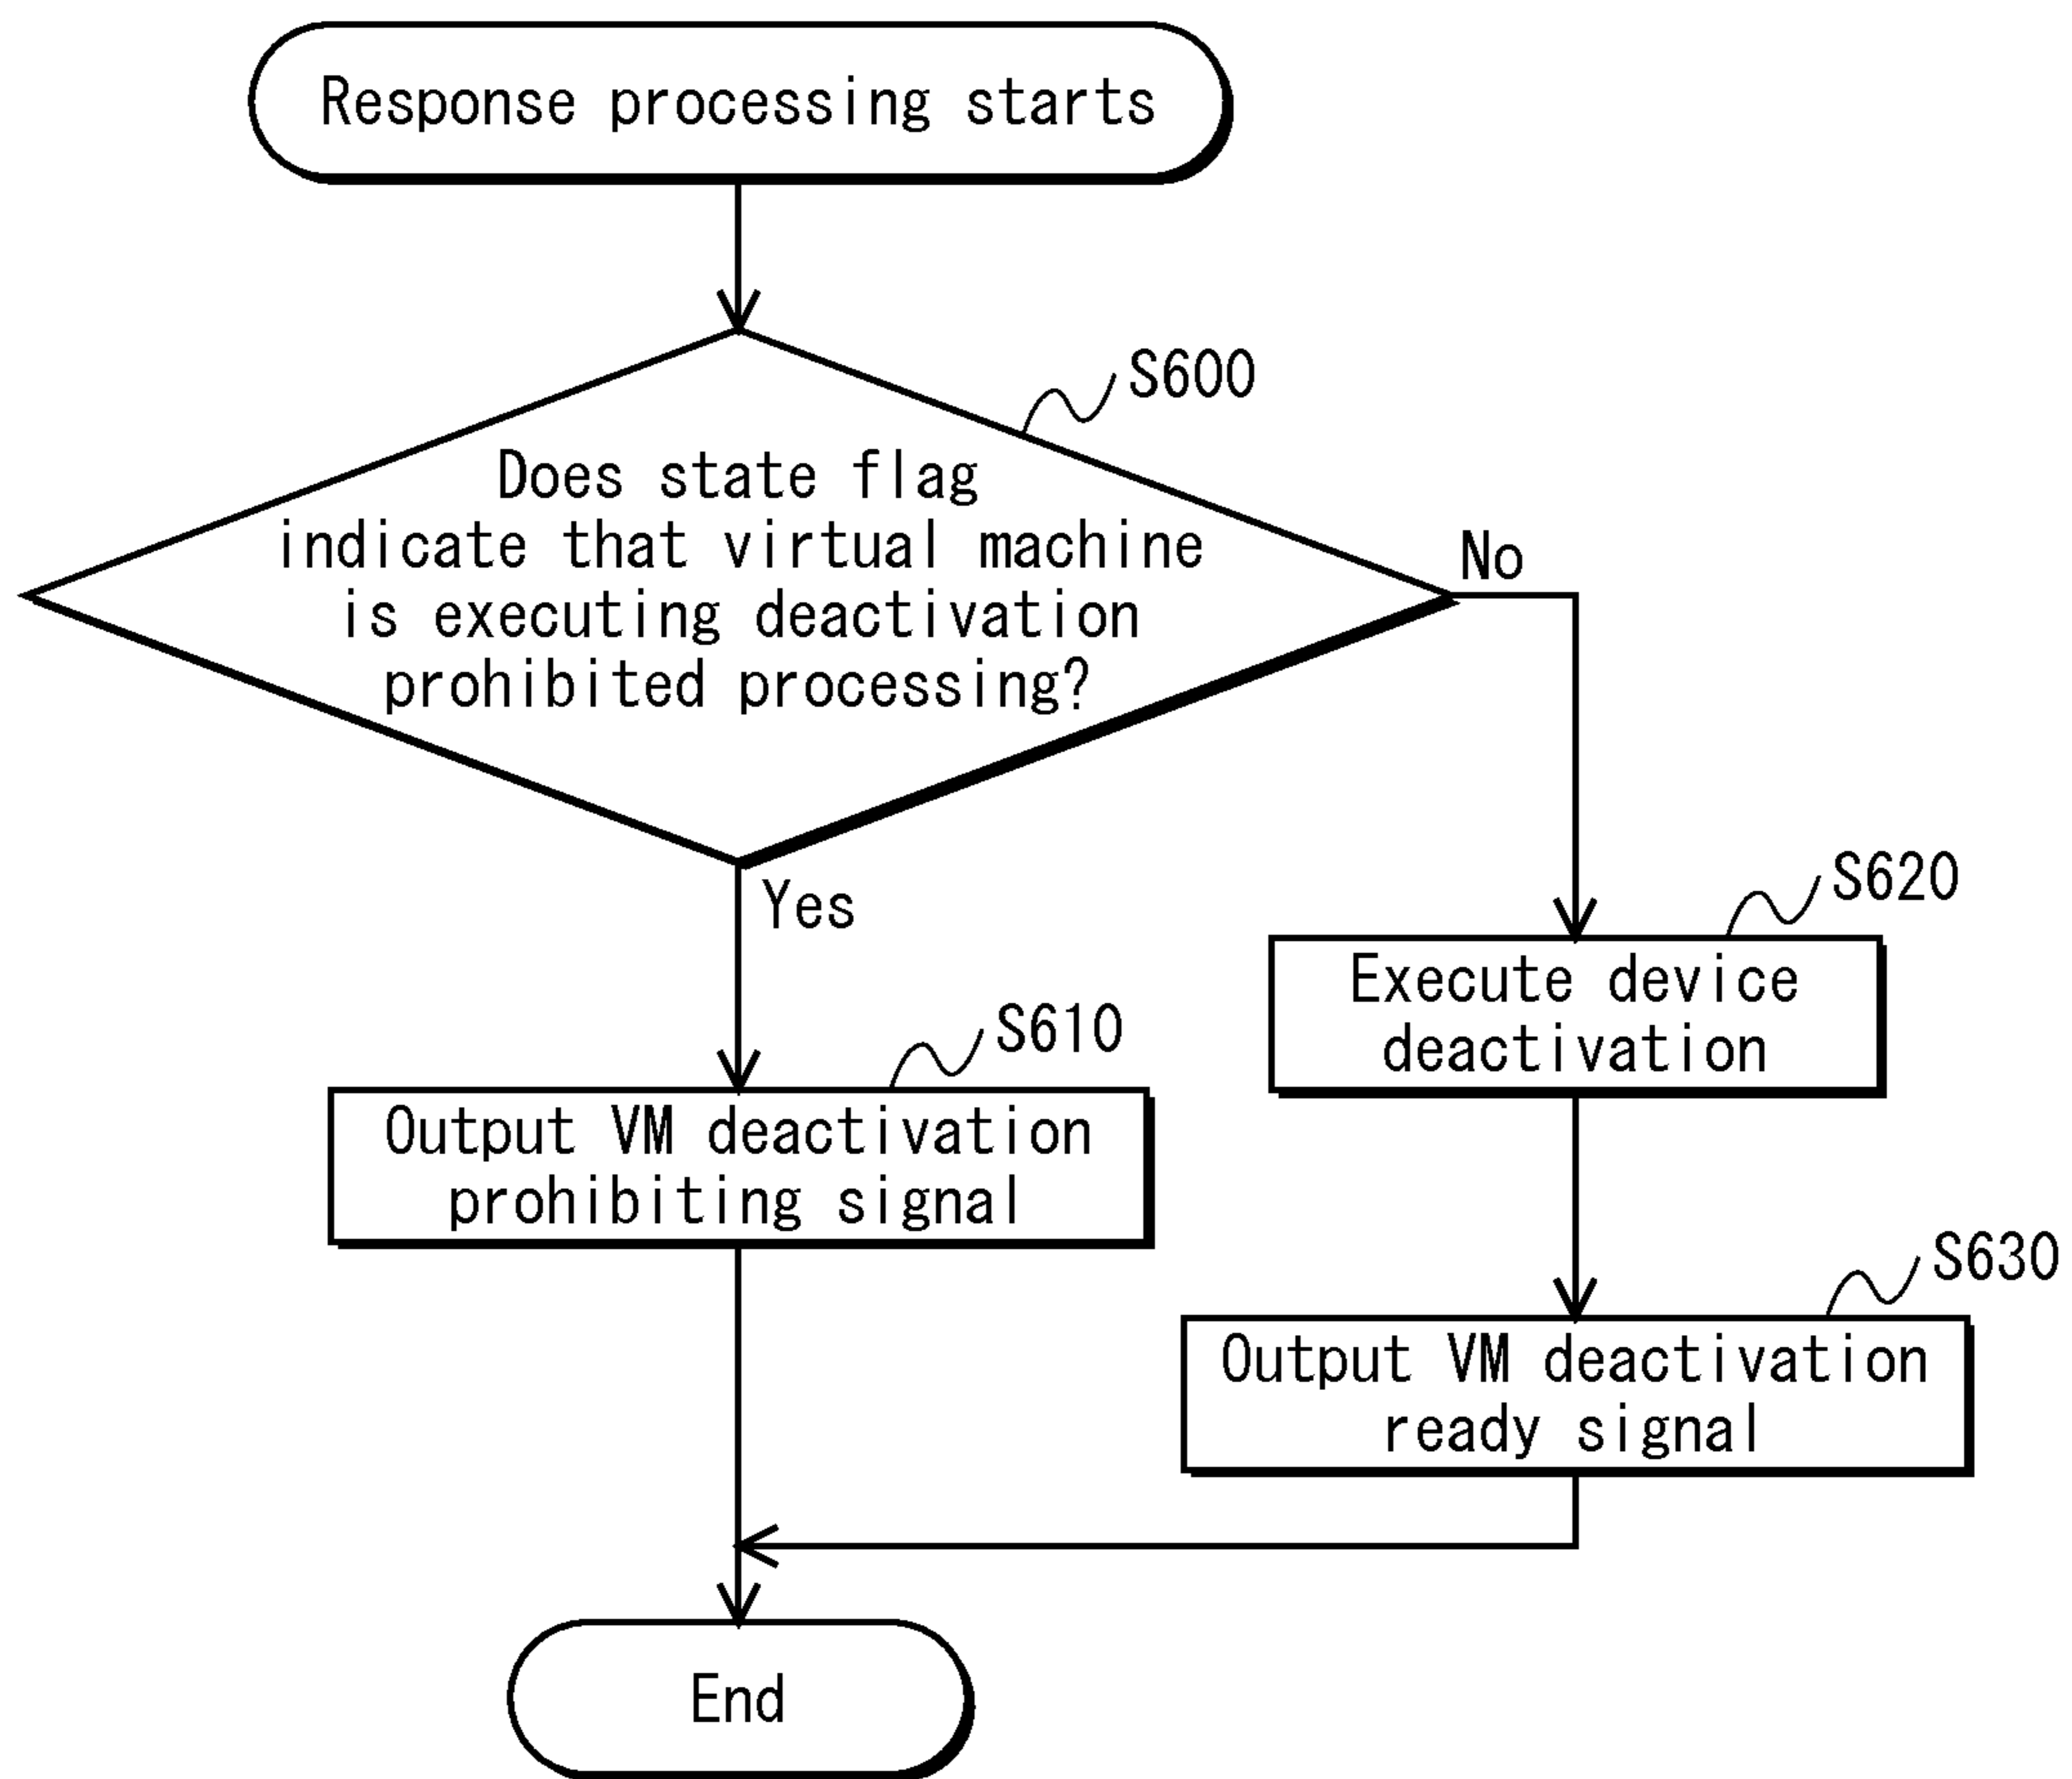 Response processing starts
S600
Does state flag
indicate that virtual machine
is executing deactivation
prohibited processing?
No
Yes
S620
Execute device
deactivation
S610
Output VM deactivation
prohibiting signal
S630
Output VM deactivation
ready signal
End